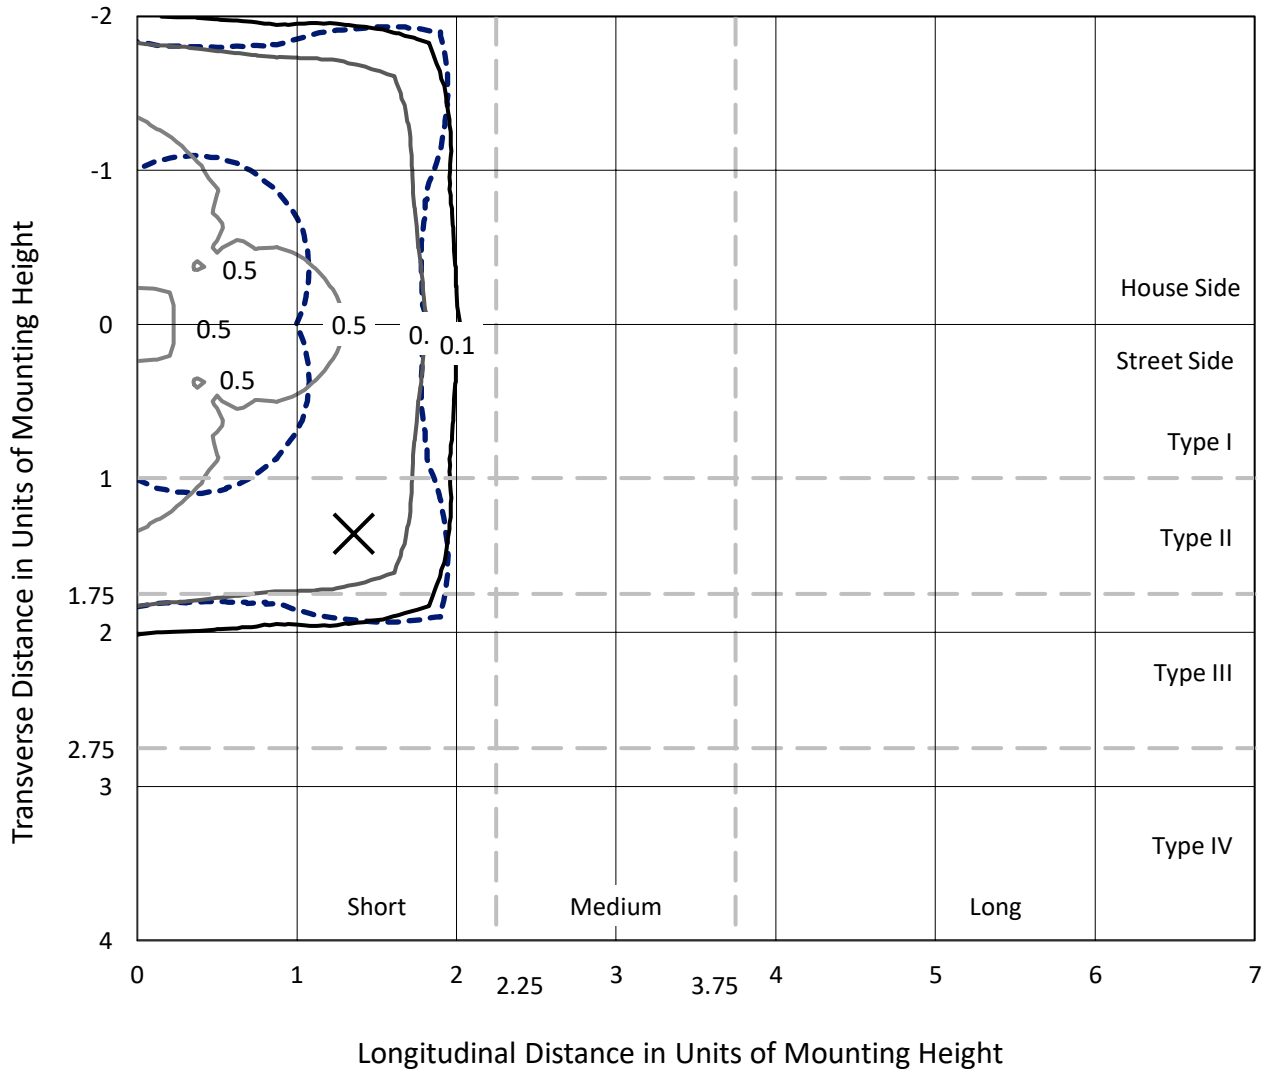 -2
-1
0.5
House Side
0
0.5
0.5
0.
0.1
Street Side
0.5
Type I
1
Type II
1.75
2
Type III
2.75
3
Type IV
Short
Medium
Long
4
0
1
2
2.25
3
3.75
4
5
6
7
Transverse Distance in Units of Mounting Height
Longitudinal Distance in Units of Mounting Height